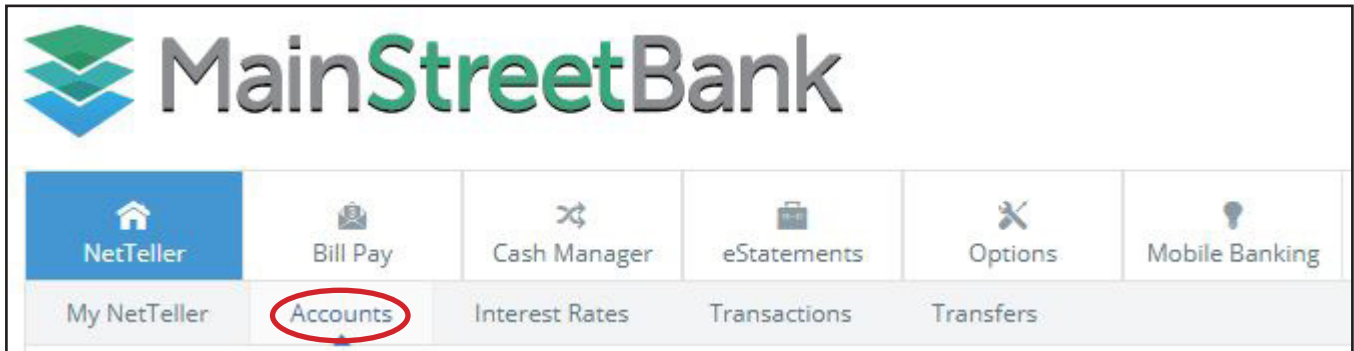 MainStreetBank
NetTeller Bill Pay Cash Manager eStatements Options Mobile Banking
My NetTeller Accounts Interest Rates Transactions Transfers